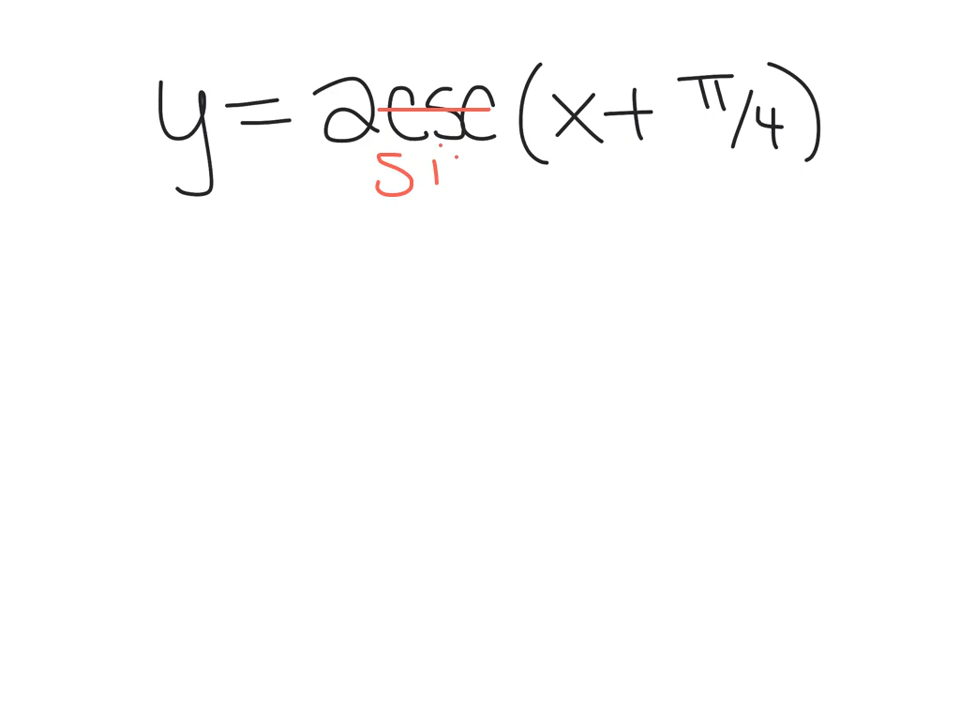 y = 2csc(x + π/4)
si